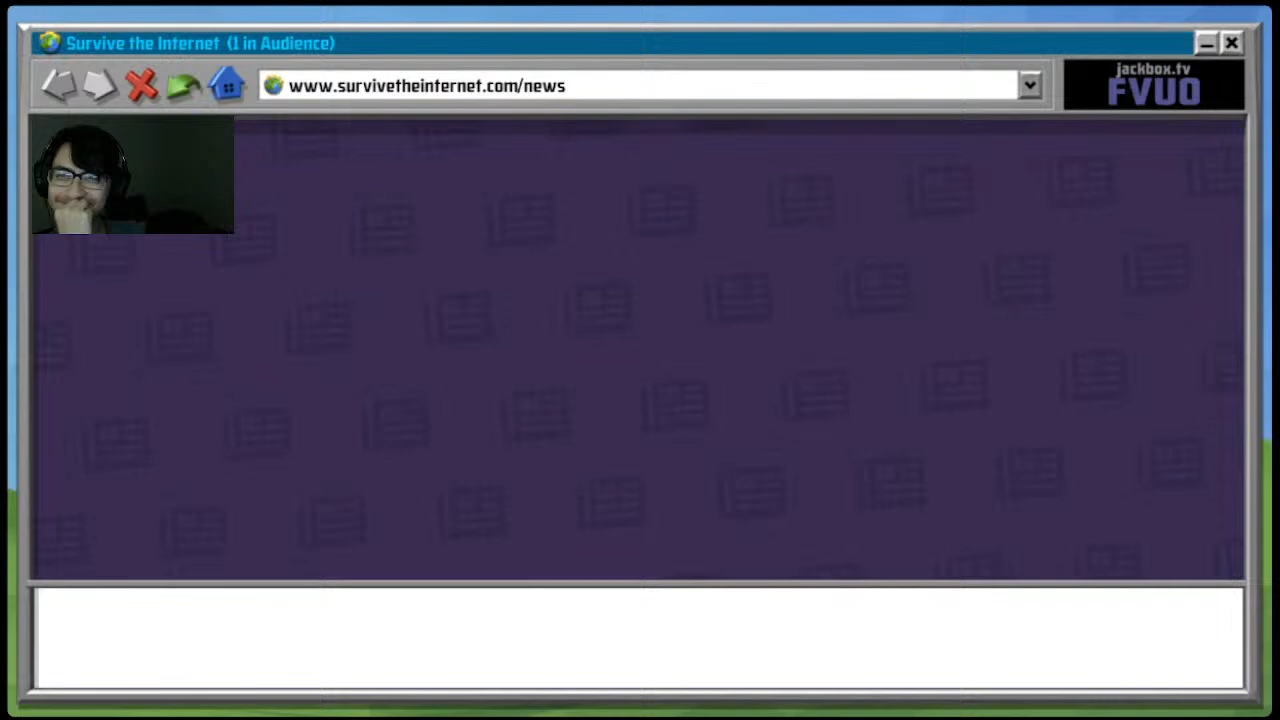 Survive the Internet (1 in Audience)
www.survivetheinternet.com/news
jackbox.tv
FVUO